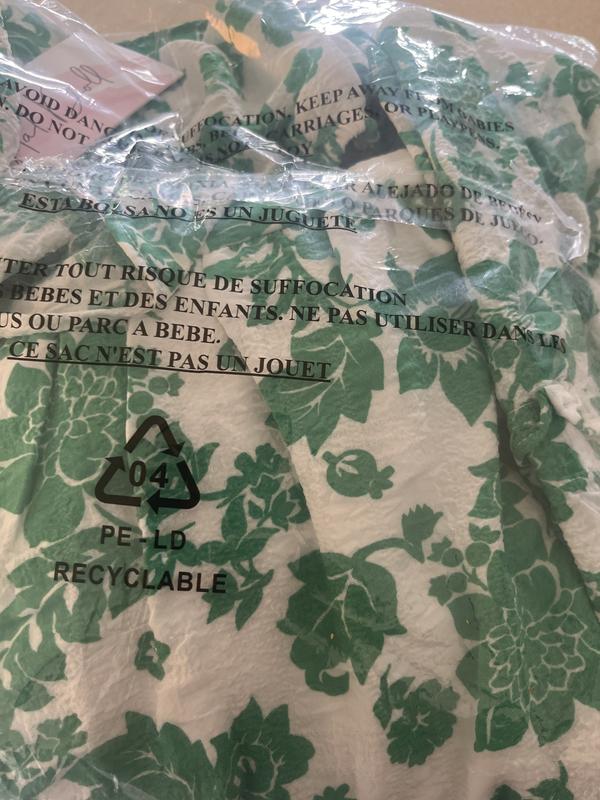 AVOID DANGER SUFFOCATION, KEEP AWAY FROM BABIES
DO NOT CARRIAGES, OR PLAYPENS.
R ALEJADO DE BEBÉS Y
O PARQUES DE JUEGO.
ESTA BOLSA NO ES UN JUGUETE
TER TOUT RISQUE DE SUFFOCATION
BEBES ET DES ENFANTS. NE PAS UTILISER DANS LES
US OU PARC A BEBE.
CE SAC N'EST PAS UN JOUET
04
PE-LD
RECYCLABLE